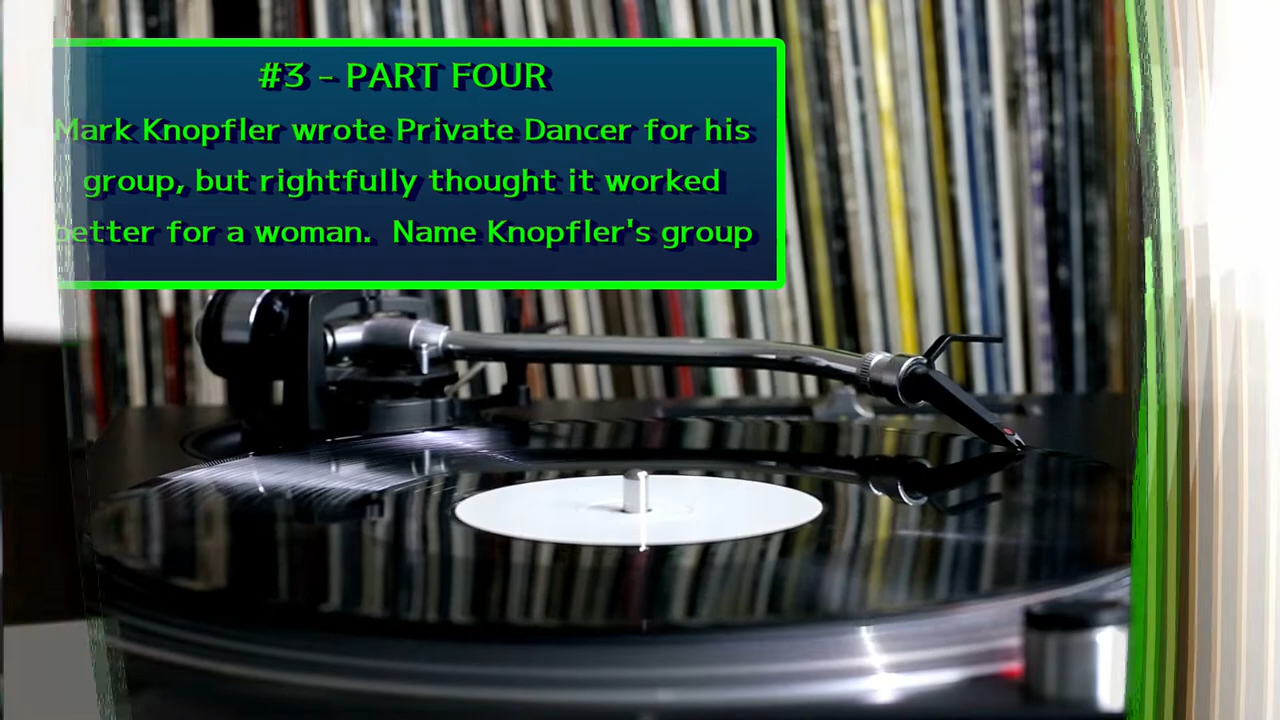 #3 - PART FOUR
Mark Knopfler wrote Private Dancer for his
group, but rightfully thought it worked
better for a woman. Name Knopfler's group